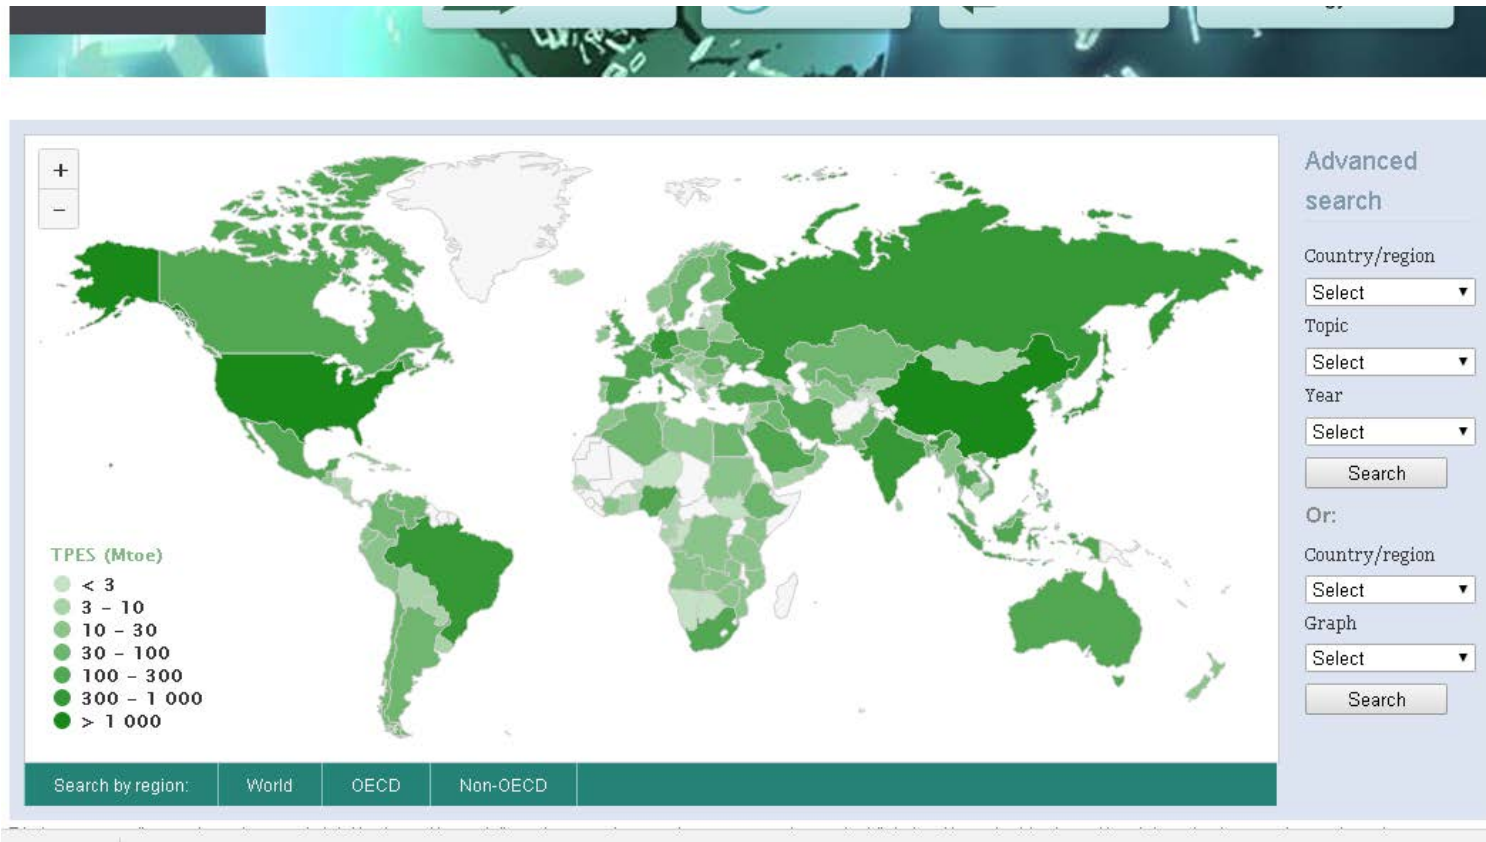 +
−
TPES (Mtoe)
< 3
3 – 10
10 – 30
30 – 100
100 – 300
300 – 1 000
> 1 000
Search by region:
World
OECD
Non-OECD
Advanced
search
Country/region
Select
Topic
Select
Year
Select
Search
Or:
Country/region
Select
Graph
Select
Search